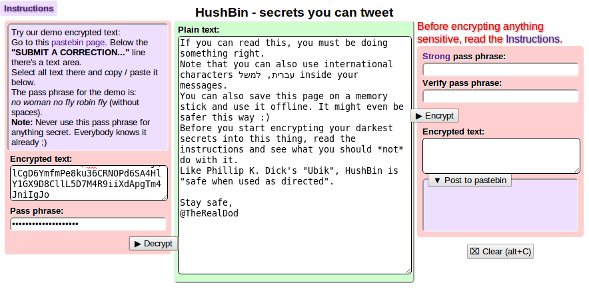 Instructions
HushBin - secrets you can tweet
Try our demo encrypted text:
Go to this pastebin page. Below the
"SUBMIT A CORRECTION..." line
there's a text area.
Select all text there and copy / paste it
below.
The pass phrase for the demo is:
no woman no fly robin fly (without
spaces).
Note: Never use this pass phrase for
anything secret. Everybody knows it
already ;)
Encrypted text:
lCgD6YmfmPe8ku36CRNOPd6SA4Hl
Y1GX9D8CllL5D7M4R9iiXdApgTm4
JniIgJo
Pass phrase:
▶ Decrypt
Plain text:
If you can read this, you must be doing
something right.
Note that you can also use international
characters עברית, למשל inside your
messages.
You can also save this page on a memory
stick and use it offline. It might even be
safer this way :)
Before you start encrypting your darkest
secrets into this thing, read the
instructions and see what you should *not*
do with it.
Like Phillip K. Dick's "Ubik", HushBin is
"safe when used as directed".
Stay safe,
@TheRealDod
Before encrypting anything
sensitive, read the Instructions.
Strong pass phrase:
Verify pass phrase:
▶ Encrypt
Encrypted text:
▼ Post to pastebin
⌧ Clear (alt+C)